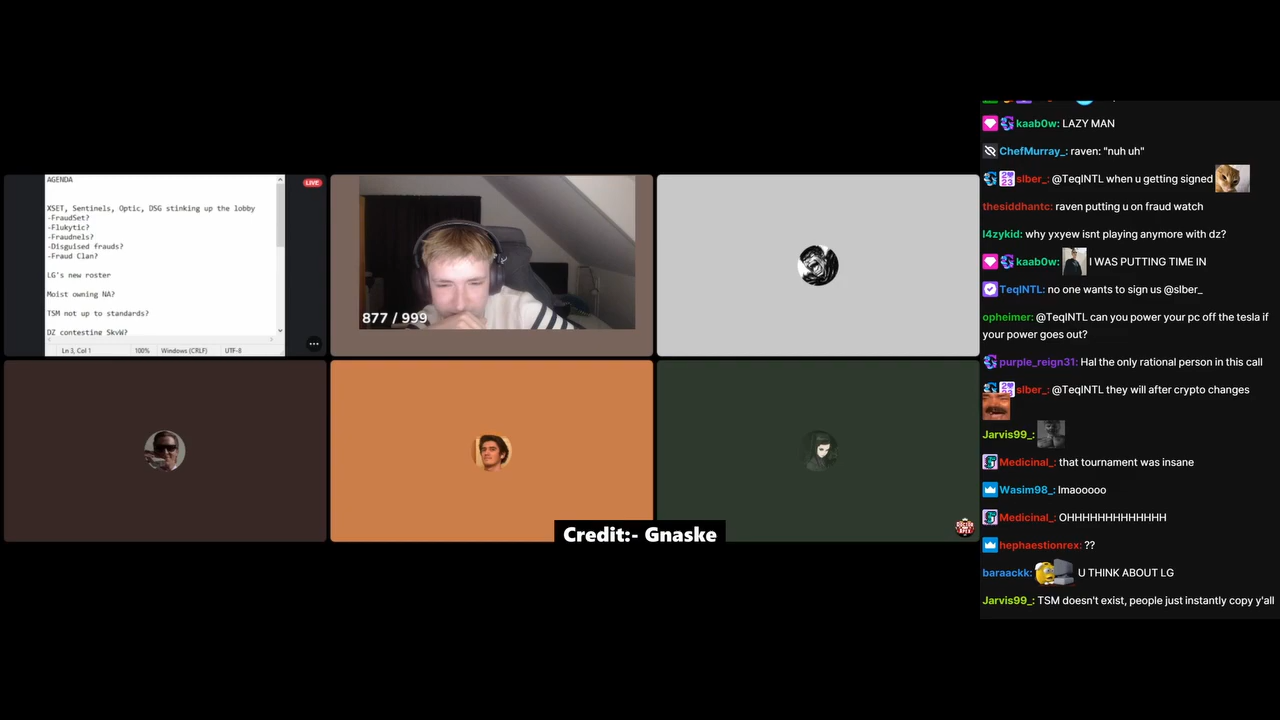 AGENDA
XSET, Sentinels, Optic, DSG stinking up the lobby
-FraudSet?
-Flukytic?
-Fraudnels?
-Disguised frauds?
-Fraud Clan?
LG's new roster
Moist owning NA?
TSM not up to standards?
DZ contesting SkyW?
Ln 3, Col 1
100%
Windows (CRLF)
UTF-8
LIVE
877 / 999
Credit:- Gnaske
kaab0w: LAZY MAN
ChefMurray_: raven: "nuh uh"
slber_: @TeqINTL when u getting signed
thesiddhantc: raven putting u on fraud watch
l4zykid: why yxyew isnt playing anymore with dz?
kaab0w: I WAS PUTTING TIME IN
TeqINTL: no one wants to sign us @slber_
opheimer: @TeqINTL can you power your pc off the tesla if
your power goes out?
purple_reign31: Hal the only rational person in this call
slber_: @TeqINTL they will after crypto changes
Jarvis99_:
Medicinal_: that tournament was insane
Wasim98_: lmaooooo
Medicinal_: OHHHHHHHHHHHHH
hephaestionrex: ??
baraackk: U THINK ABOUT LG
Jarvis99_: TSM doesn't exist, people just instantly copy y'all